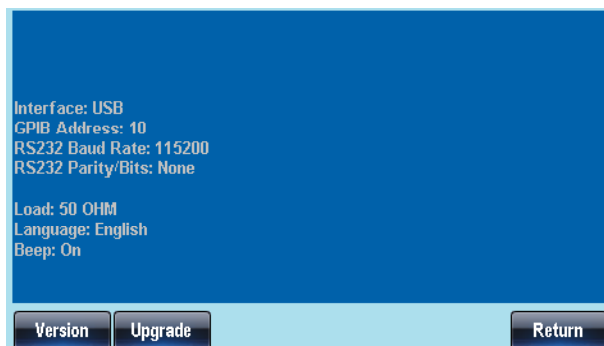 Interface: USB
GPIB Address: 10
RS232 Baud Rate: 115200
RS232 Parity/Bits: None
Load: 50 OHM
Language: English
Beep: On
Version Upgrade Return